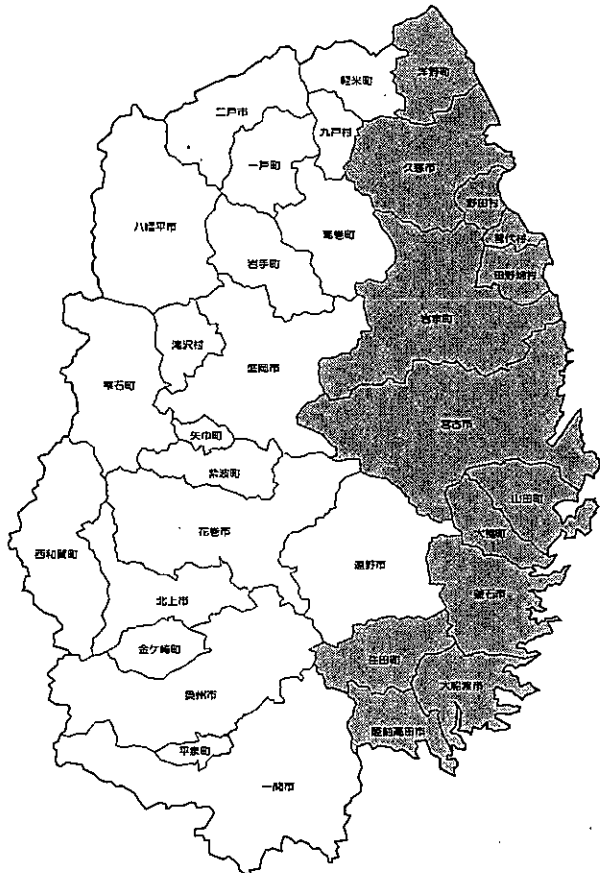 洋野町
軽米町
二戸市
九戸村
一戸町
久慈市
野田村
八幡平市
葛巻町
普代村
岩手町
田野畑村
岩泉町
滝沢村
盛岡市
雫石町
宮古市
矢巾町
紫波町
山田町
花巻市
大槌町
西和賀町
遠野市
釜石市
北上市
金ケ崎町
住田町
大船渡市
奥州市
陸前高田市
平泉町
一関市